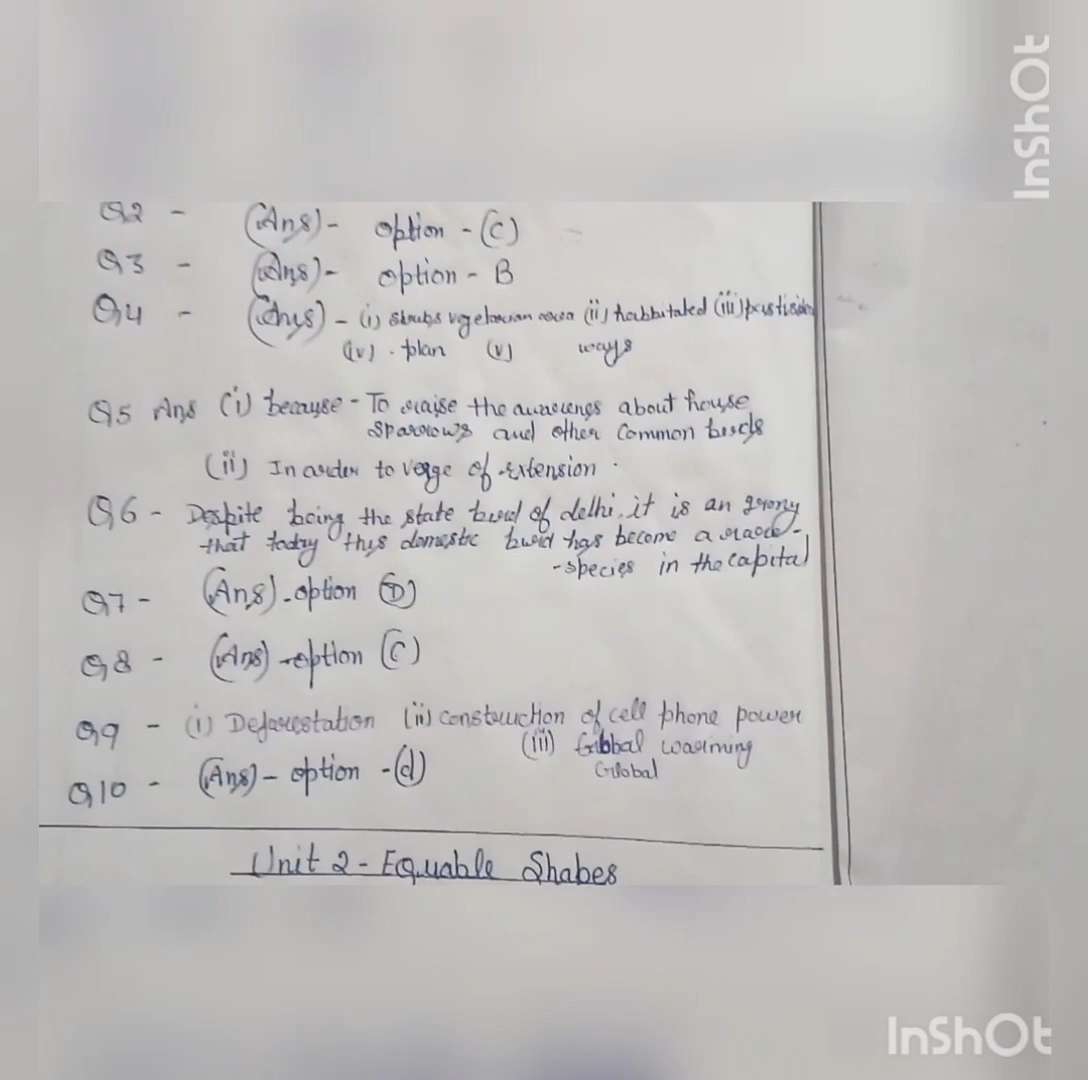 InShOt
Q2 - (Ans) - option - (C)
Q3 - (Ans) - option - B
Q4 - (Ans) - (i) shrubs vegetarian area (ii) habbitated (iii)
(iv) . plan (v) ways
Q5 Ans (i) because - To raise the awareness about house
sparrows and other common birds
(ii) In order to verge of extension .
Q6 - Despite being the state bird of delhi, it is an irony
that today this domestic bird has become a
-species in the capital
Q7 - (Ans) - option (D)
Q8 - (Ans) - option (C)
Q9 - (i) Deforestation (ii) construction of cell phone power
(iii) Gibbal wariming
Global
Q10 - (Ans) - option - (d)
Unit 2 - Equable Shabes
InShOt